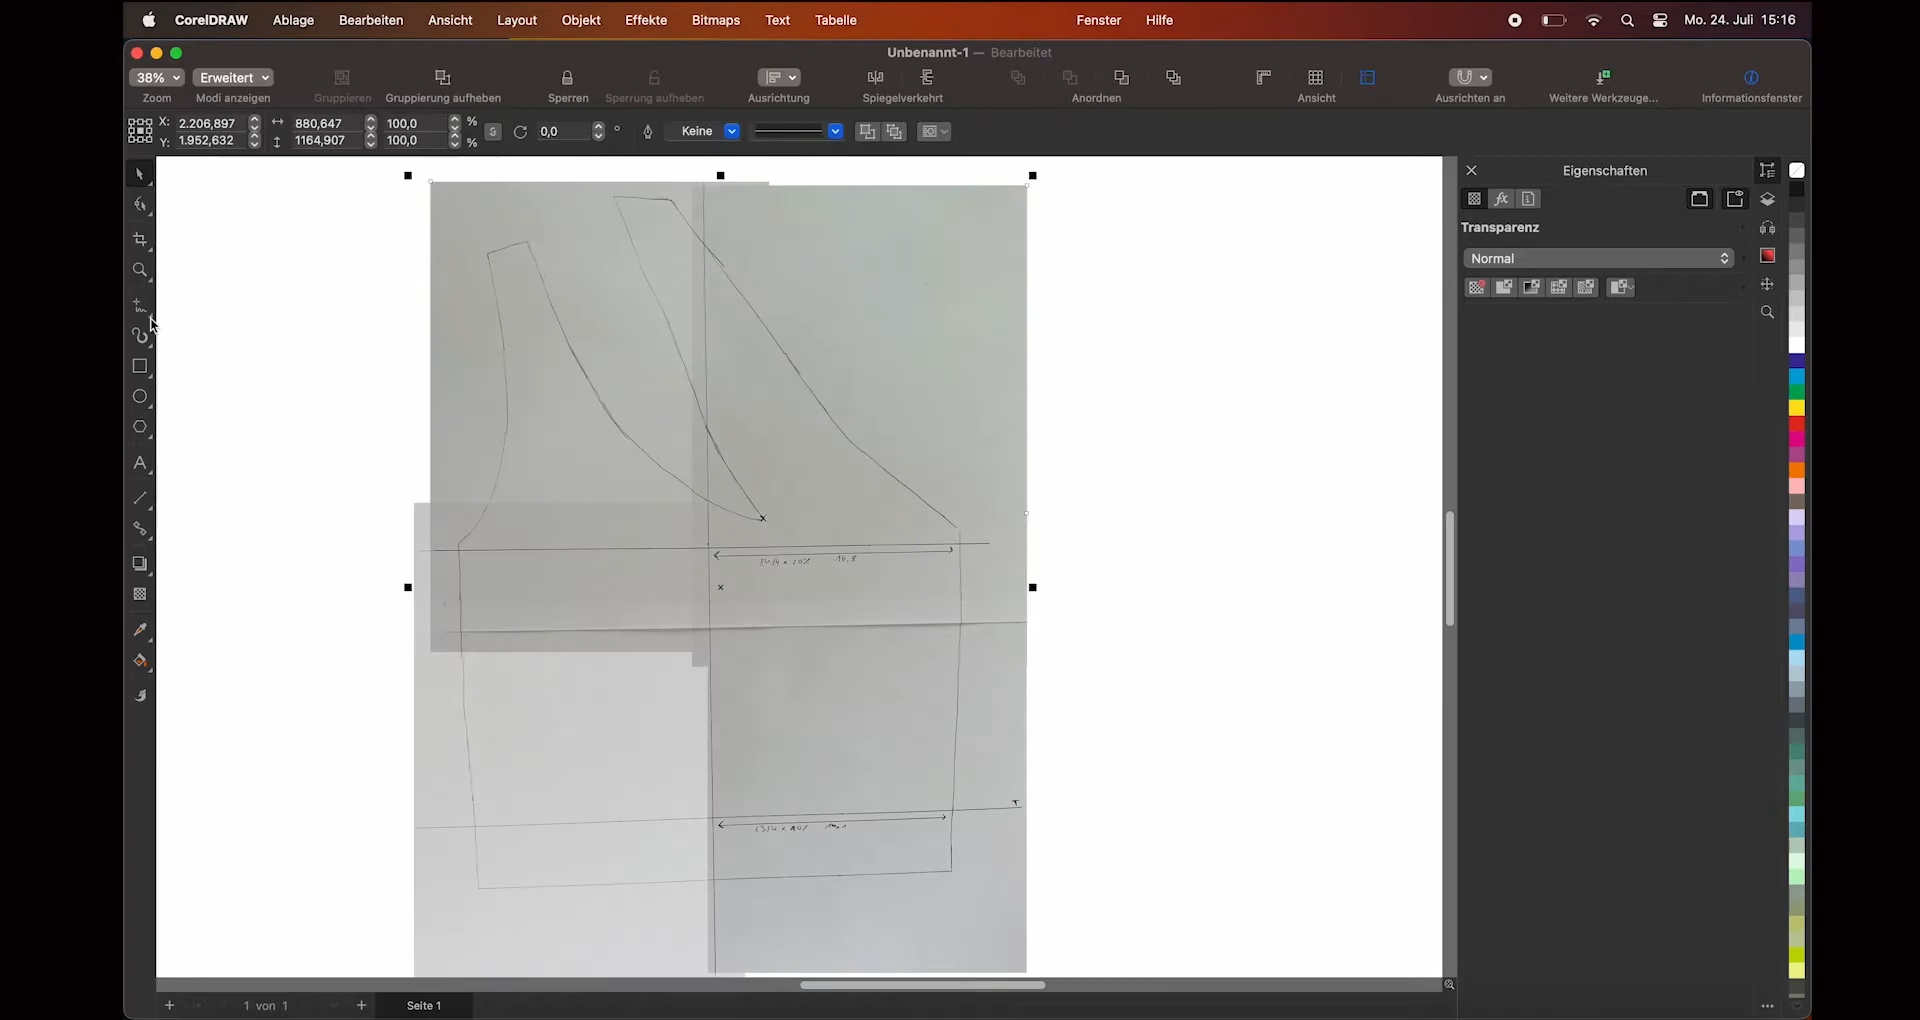 CorelDRAW Ablage Bearbeiten Ansicht Layout Objekt Effekte Bitmaps Text Tabelle Fenster Hilfe Mo. 24. Juli 15:16
Unbenannt-1 — Bearbeitet
38% Erweitert
Zoom Modi anzeigen Gruppieren Gruppierung aufheben Sperren Sperrung aufheben Ausrichtung Spiegelverkehrt Anordnen Ansicht Ausrichten an Weitere Werkzeuge... Informationsfenster
X: 2.206,897 880,647 100,0 % 0,0 ° Keine
Y: 1.952,632 1164,907 100,0 %
Eigenschaften
Transparenz
Normal
16,8
T
1 von 1 Seite 1